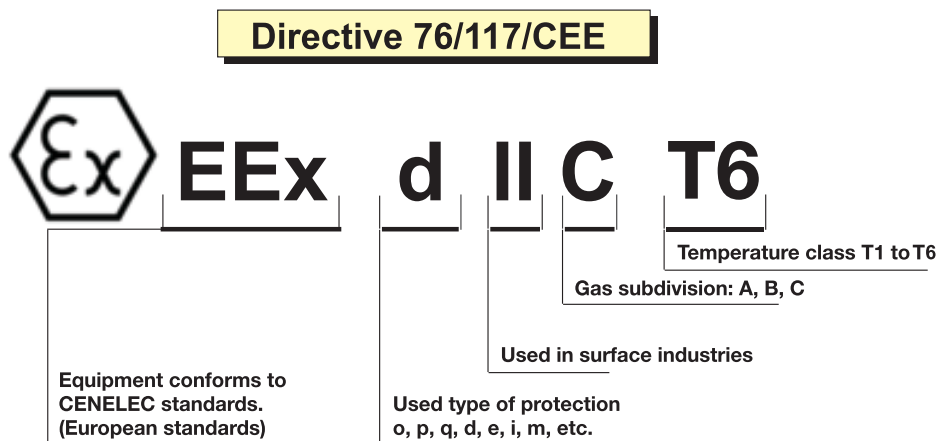 Directive 76/117/CEE
Ex EEx d II C T6
Temperature class T1 to T6
Gas subdivision: A, B, C
Used in surface industries
Equipment conforms to
CENELEC standards.
(European standards)
Used type of protection
o, p, q, d, e, i, m, etc.